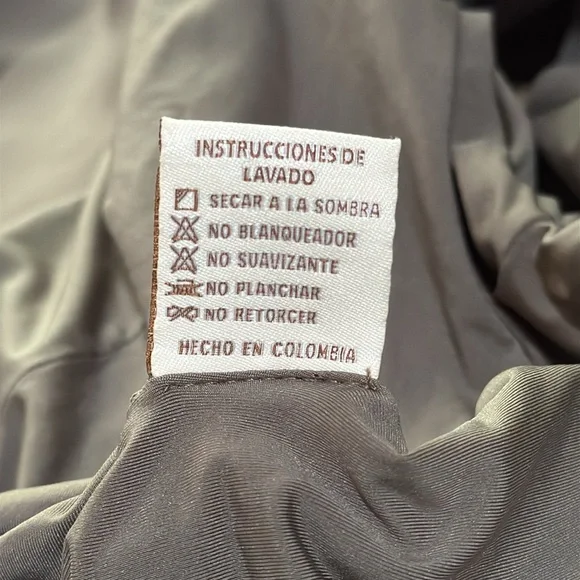 INSTRUCCIONES DE
LAVADO
SECAR A LA SOMBRA
NO BLANQUEADOR
NO SUAVIZANTE
NO PLANCHAR
NO RETORCER
HECHO EN COLOMBIA